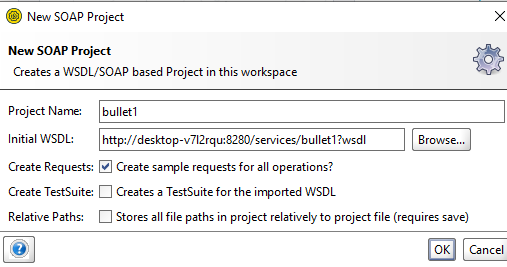 New SOAP Project
New SOAP Project
Creates a WSDL/SOAP based Project in this workspace
Project Name: bullet1
Initial WSDL: http://desktop-v7l2rqu:8280/services/bullet1?wsdl Browse...
Create Requests: Create sample requests for all operations?
Create TestSuite: Creates a TestSuite for the imported WSDL
Relative Paths: Stores all file paths in project relatively to project file (requires save)
? OK Cancel